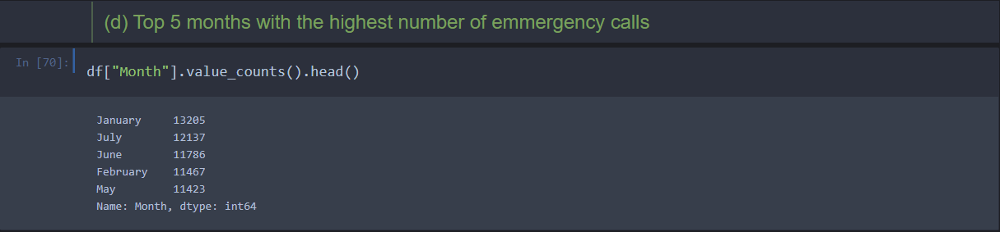 (d) Top 5 months with the highest number of emmergency calls
In [70]:
df["Month"].value_counts().head()
January 13205
July 12137
June 11786
February 11467
May 11423
Name: Month, dtype: int64